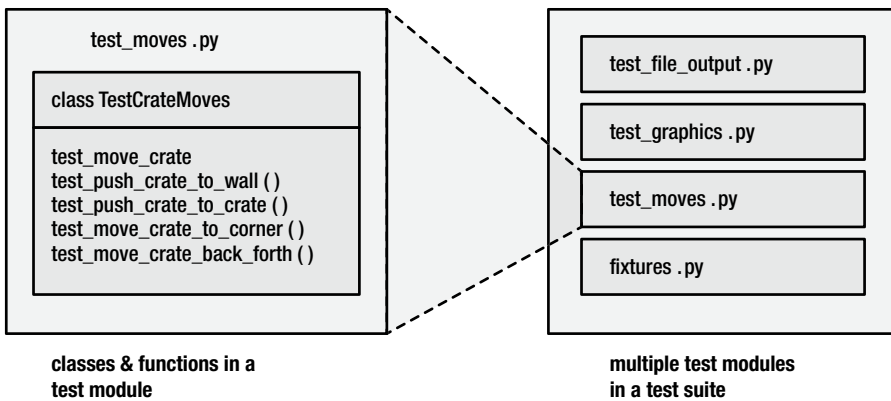 test_moves .py
class TestCrateMoves
test_move_crate
test_push_crate_to_wall ( )
test_push_crate_to_crate ( )
test_move_crate_to_corner ( )
test_move_crate_back_forth ( )
classes & functions in a
test module
test_file_output .py
test_graphics .py
test_moves .py
fixtures .py
multiple test modules
in a test suite